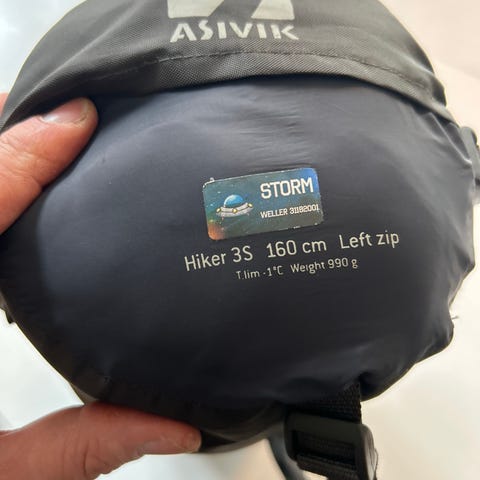 ASIVIK
STORM
WELLER 31182001
Hiker 3S 160 cm Left zip
T.lim -1°C Weight 990 g